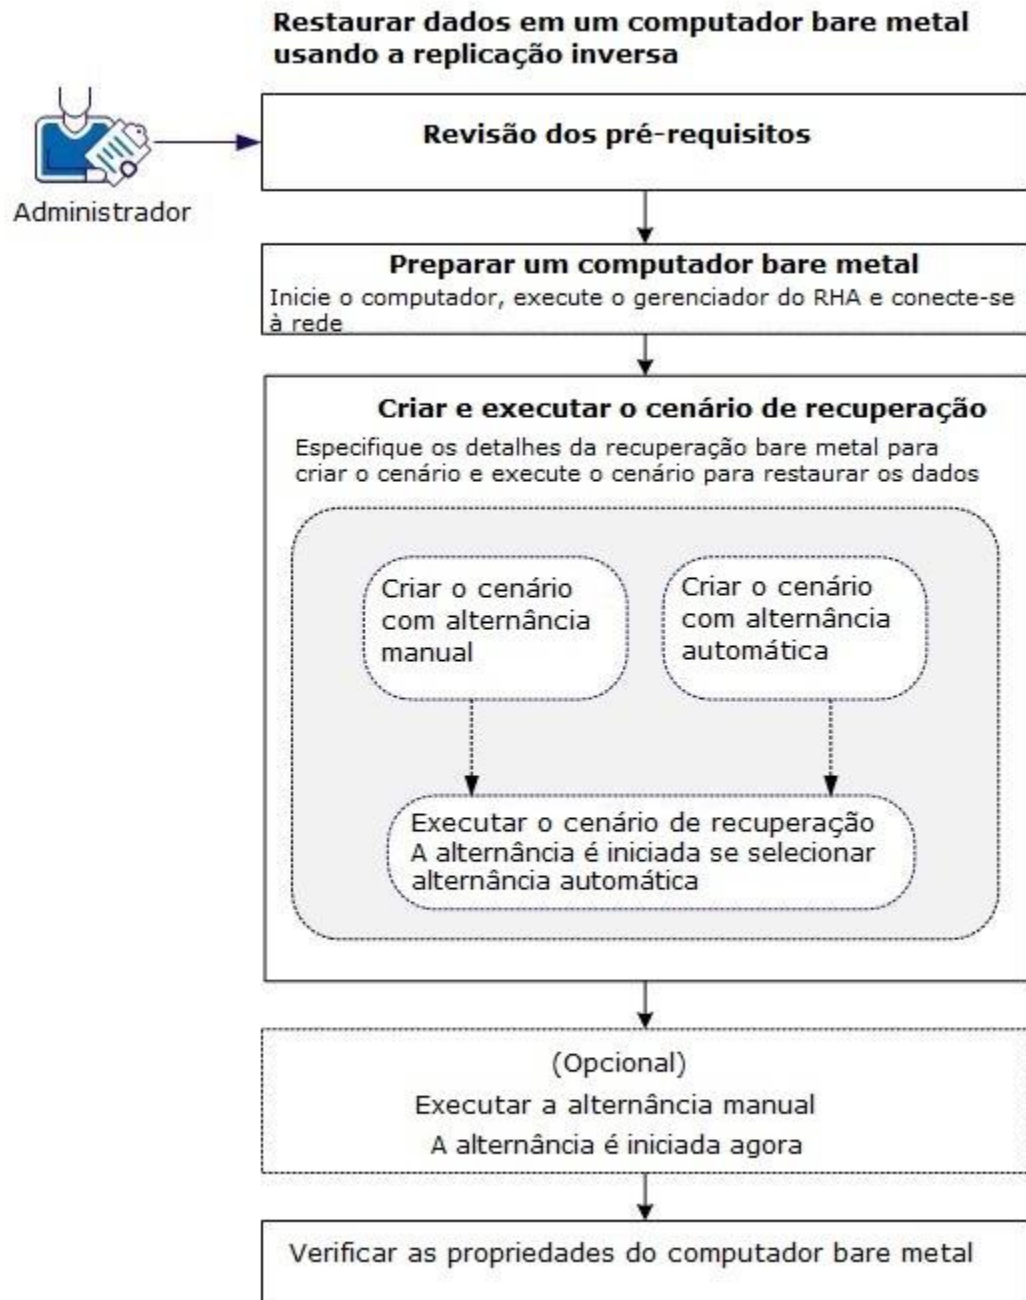 Restaurar dados em um computador bare metal
usando a replicação inversa
Administrador
Revisão dos pré-requisitos
Preparar um computador bare metal
Inicie o computador, execute o gerenciador do RHA e conecte-se
à rede
Criar e executar o cenário de recuperação
Especifique os detalhes da recuperação bare metal para
criar o cenário e execute o cenário para restaurar os dados
Criar o cenário
com alternância
manual
Criar o cenário
com alternância
automática
Executar o cenário de recuperação
A alternância é iniciada se selecionar
alternância automática
(Opcional)
Executar a alternância manual
A alternância é iniciada agora
Verificar as propriedades do computador bare metal